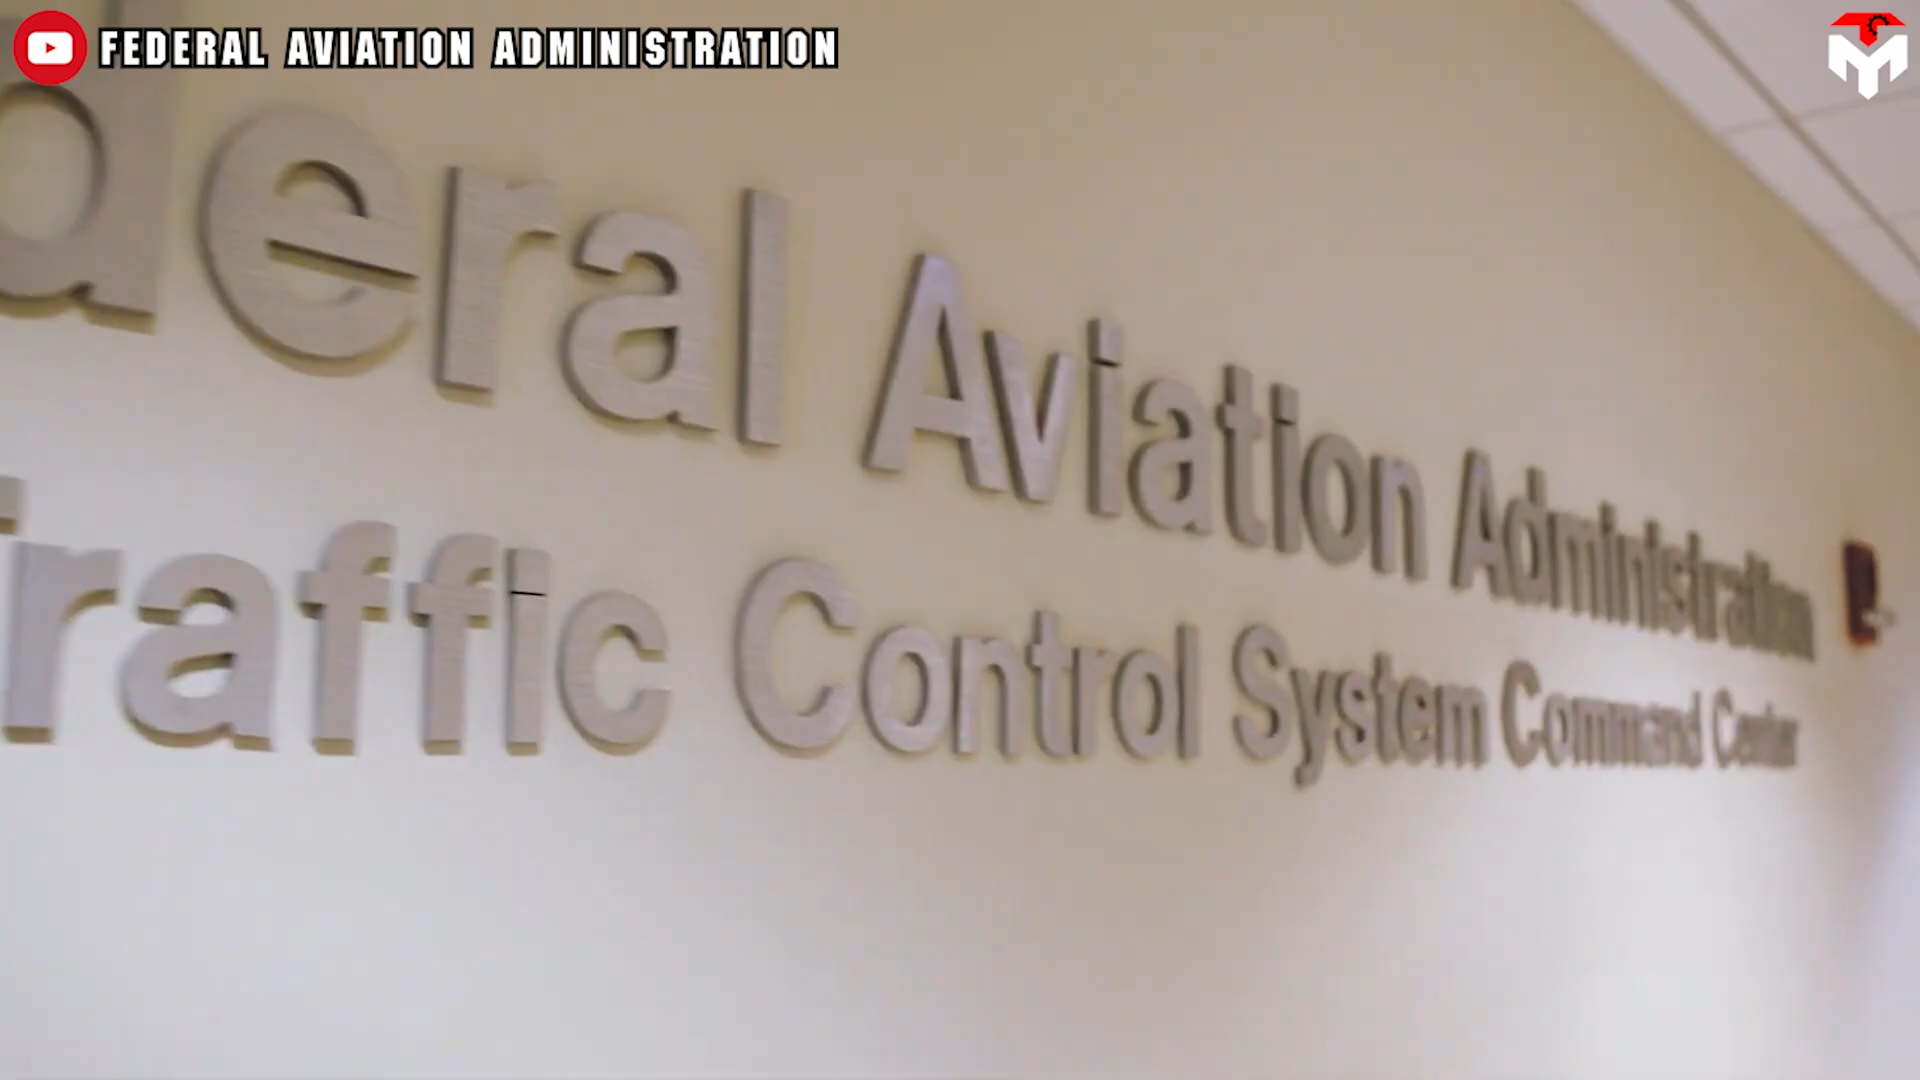 FEDERAL AVIATION ADMINISTRATION
deral Aviation Administration
raffic Control System Command Center